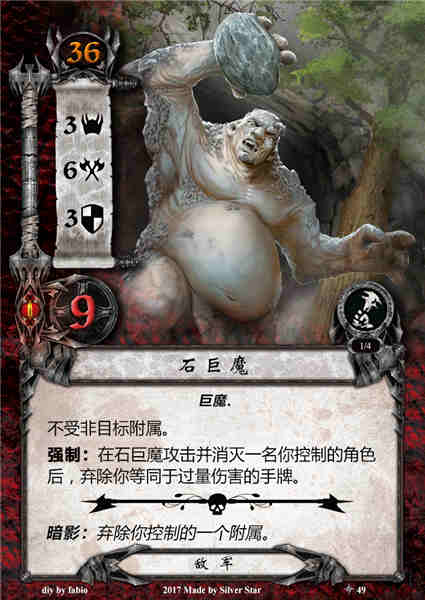 36
3
6
3
9
1/4
石巨魔
巨魔.
不受非目标附属。
强制：在石巨魔攻击并消灭一名你控制的角色
后，弃除你等同于过量伤害的手牌。
暗影：弃除你控制的一个附属。
敌军
diy by fabio 2017 Made by Silver Star 49